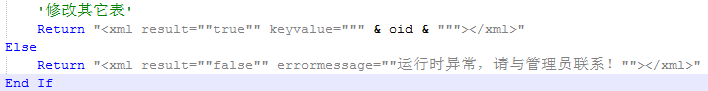 '修改其它表'
Return "<xml result=""true"" keyvalue=""" & oid & """></xml>"
Else
Return "<xml result=""false"" errormessage=""运行时异常，请与管理员联系！""></xml>"
End If